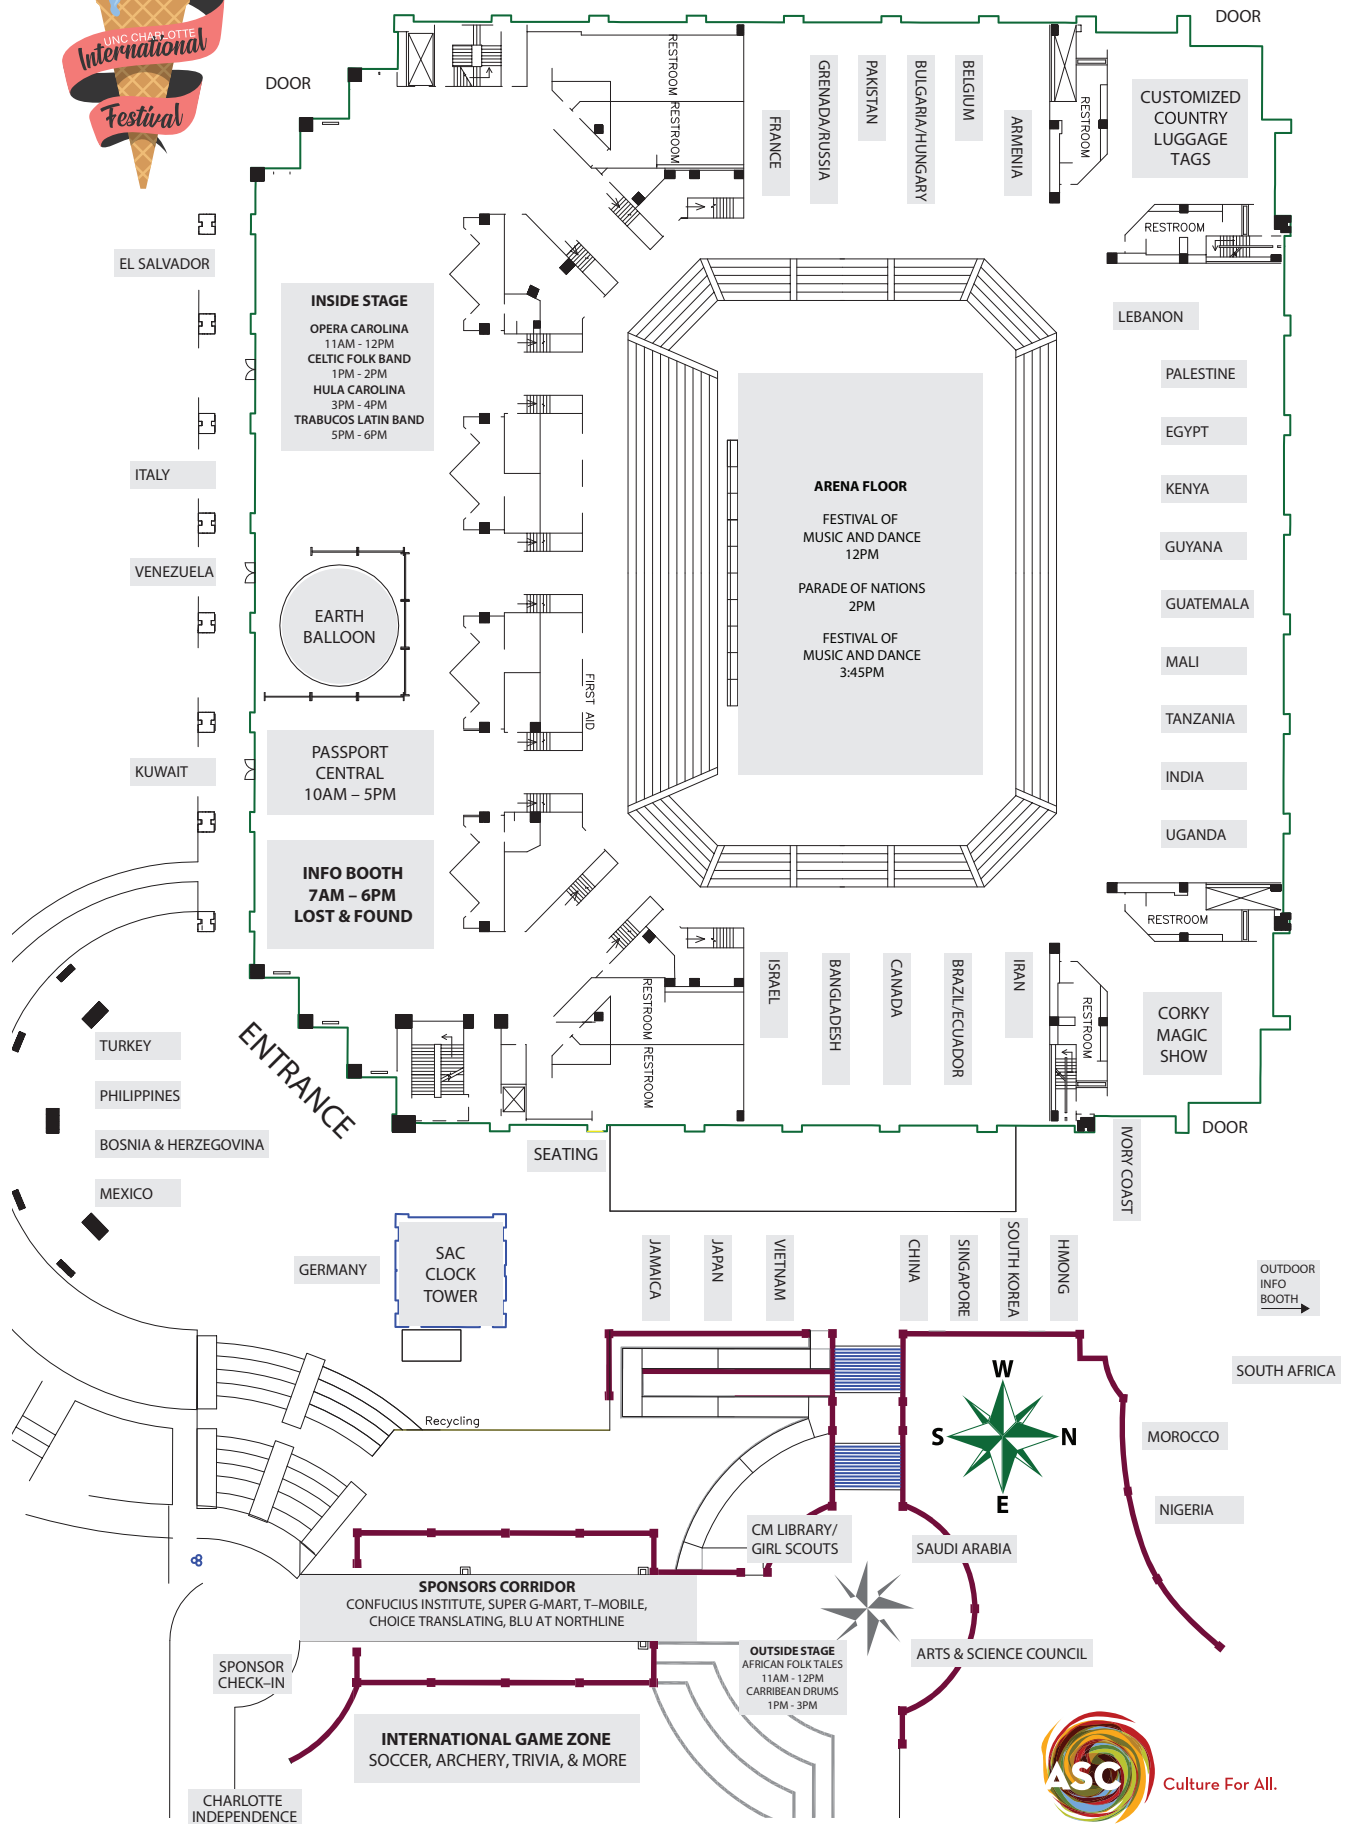 UNC CHARLOTTE
International
Festival
DOOR
DOOR
RESTROOM
RESTROOM
FRANCE
GRENADA/RUSSIA
PAKISTAN
BULGARIA/HUNGARY
BELGIUM
ARMENIA
RESTROOM
CUSTOMIZED
COUNTRY
LUGGAGE
TAGS
RESTROOM
EL SALVADOR
INSIDE STAGE
OPERA CAROLINA
11AM - 12PM
CELTIC FOLK BAND
1PM - 2PM
HULA CAROLINA
3PM - 4PM
TRABUCOS LATIN BAND
5PM - 6PM
LEBANON
PALESTINE
EGYPT
KENYA
GUYANA
GUATEMALA
MALI
TANZANIA
INDIA
UGANDA
ITALY
VENEZUELA
KUWAIT
EARTH
BALLOON
ARENA FLOOR
FESTIVAL OF
MUSIC AND DANCE
12PM
PARADE OF NATIONS
2PM
FESTIVAL OF
MUSIC AND DANCE
3:45PM
FIRST AID
PASSPORT
CENTRAL
10AM – 5PM
INFO BOOTH
7AM – 6PM
LOST & FOUND
RESTROOM
ISRAEL
BANGLADESH
CANADA
BRAZIL/ECUADOR
IRAN
RESTROOM
RESTROOM
RESTROOM
CORKY
MAGIC
SHOW
ENTRANCE
TURKEY
PHILIPPINES
BOSNIA & HERZEGOVINA
MEXICO
SEATING
DOOR
IVORY COAST
GERMANY
SAC
CLOCK
TOWER
JAMAICA
JAPAN
VIETNAM
CHINA
SINGAPORE
SOUTH KOREA
HMONG
OUTDOOR
INFO
BOOTH
SOUTH AFRICA
MOROCCO
NIGERIA
Recycling
W
S
N
E
CM LIBRARY/
GIRL SCOUTS
SAUDI ARABIA
SPONSORS CORRIDOR
CONFUCIUS INSTITUTE, SUPER G-MART, T–MOBILE,
CHOICE TRANSLATING, BLU AT NORTHLINE
OUTSIDE STAGE
AFRICAN FOLK TALES
11AM - 12PM
CARRIBEAN DRUMS
1PM - 3PM
ARTS & SCIENCE COUNCIL
SPONSOR
CHECK–IN
INTERNATIONAL GAME ZONE
SOCCER, ARCHERY, TRIVIA, & MORE
CHARLOTTE
INDEPENDENCE
ASC
Culture For All.